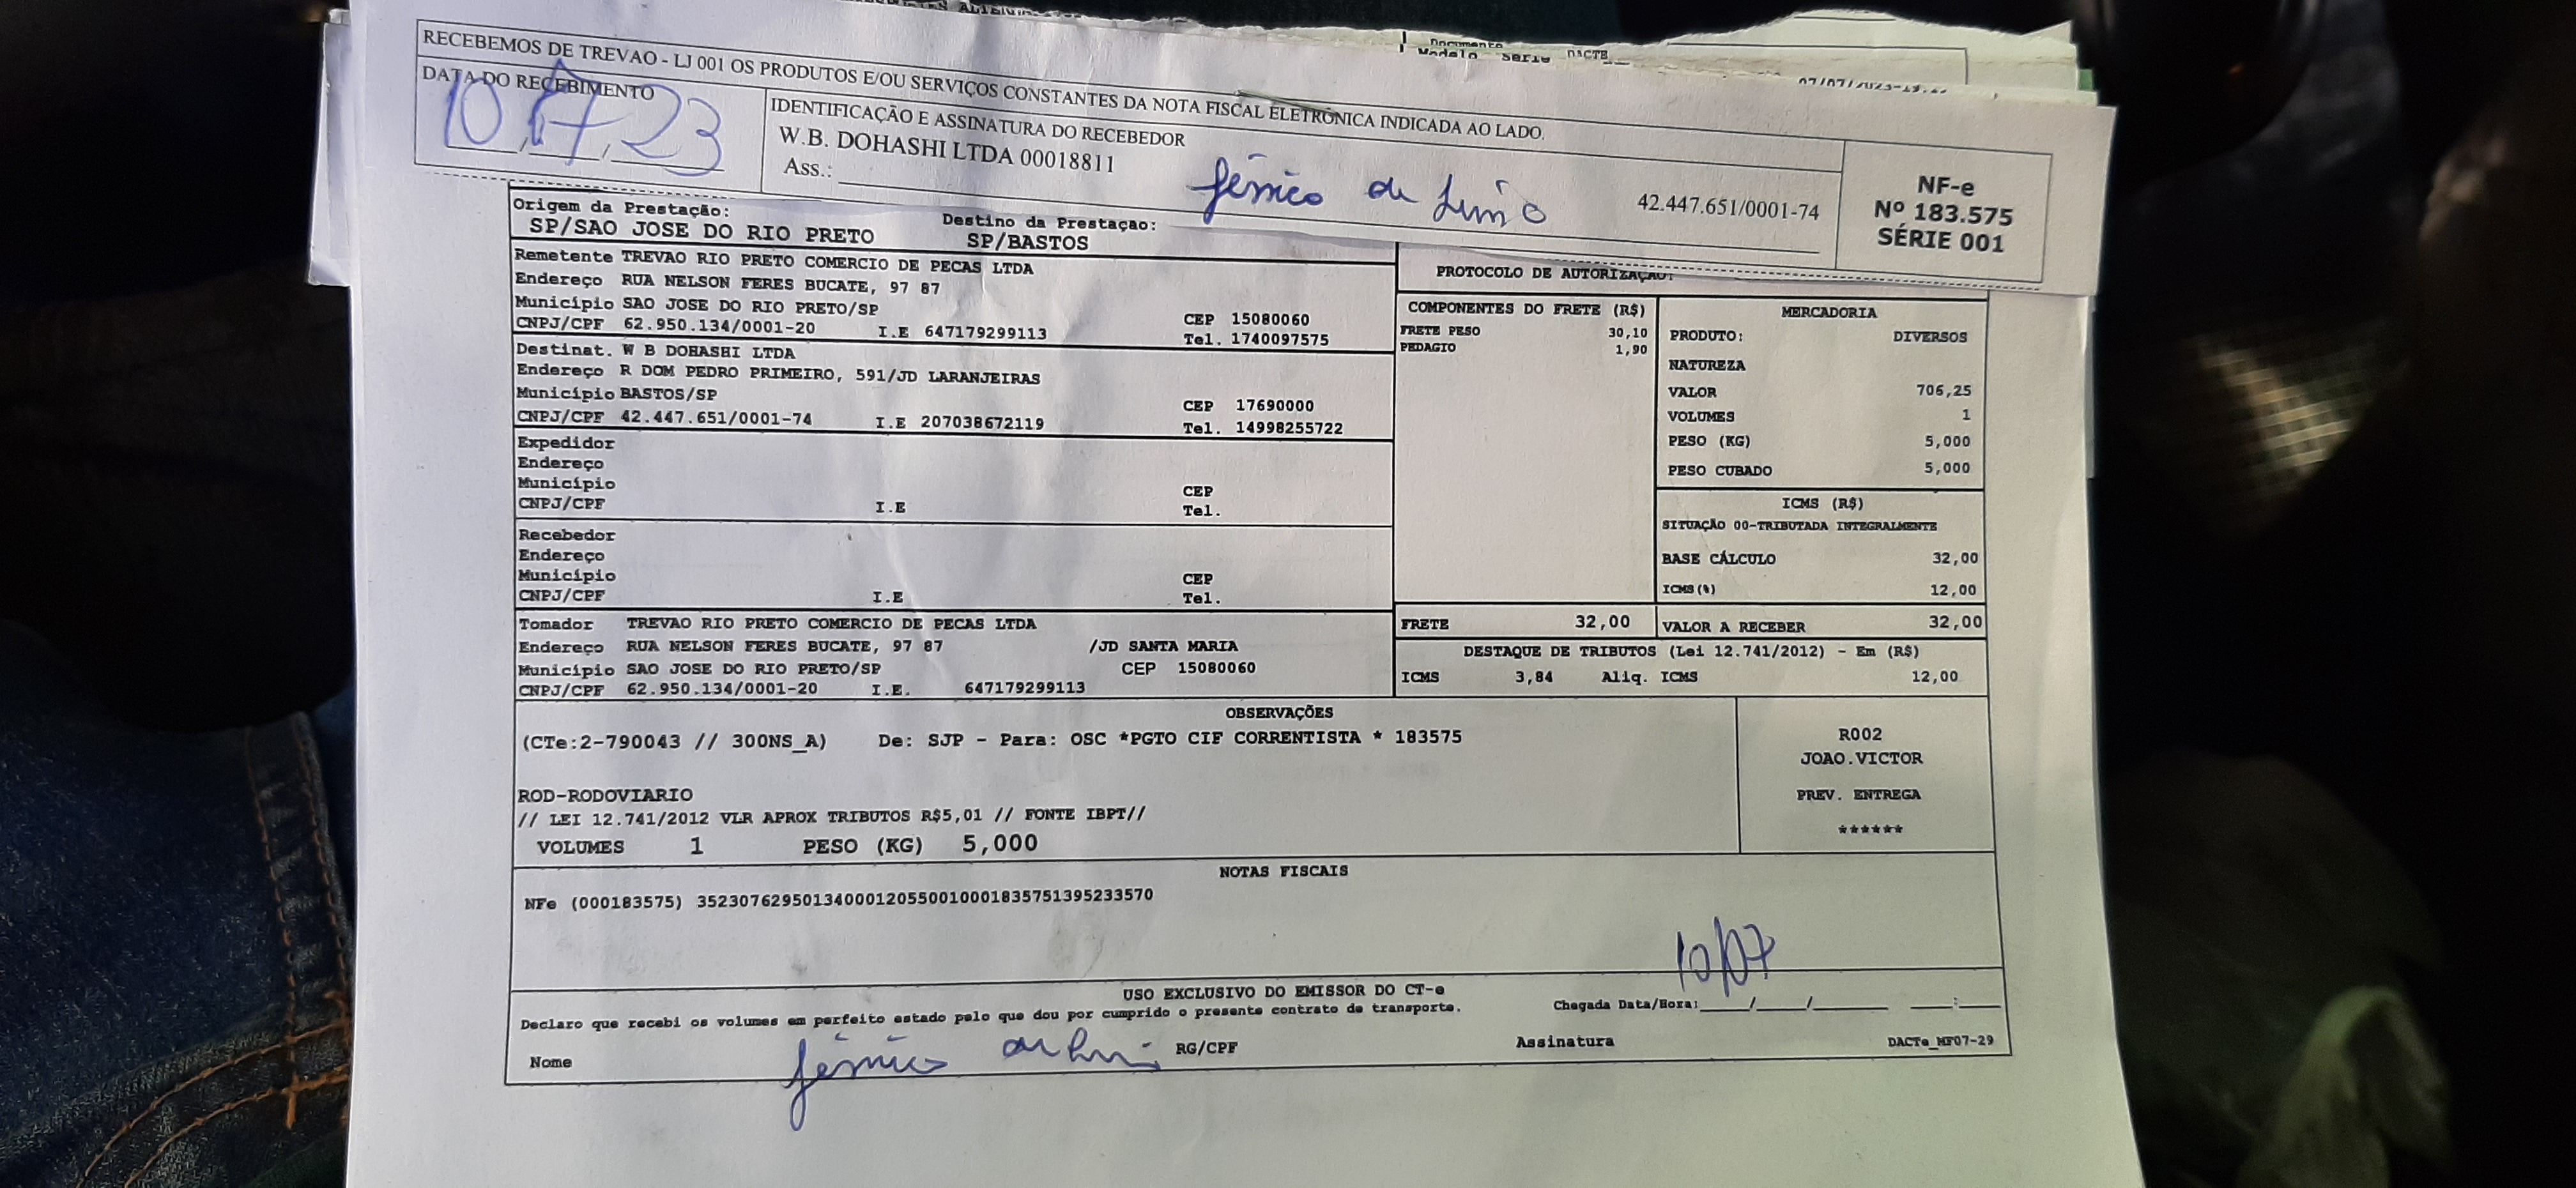 Documento
Modelo Serie DACTE
RECEBEMOS DE TREVAO - LJ 001 OS PRODUTOS E/OU SERVIÇOS CONSTANTES DA NOTA FISCAL ELETRÔNICA INDICADA AO LADO.
DATA DO RECEBIMENTO
10, 07, 23
IDENTIFICAÇÃO E ASSINATURA DO RECEBEDOR
W.B. DOHASHI LTDA 00018811
Ass.:
42.447.651/0001-74
NF-e
Nº 183.575
SÉRIE 001
Origem da Prestação:
SP/SAO JOSE DO RIO PRETO
Destino da Prestaçao:
SP/BASTOS
Remetente TREVAO RIO PRETO COMERCIO DE PECAS LTDA
Endereço RUA NELSON FERES BUCATE, 97 87
Município SAO JOSE DO RIO PRETO/SP CEP 15080060
CNPJ/CPF 62.950.134/0001-20 I.E 647179299113 Tel. 1740097575
Destinat. W B DOHASHI LTDA
Endereço R DOM PEDRO PRIMEIRO, 591/JD LARANJEIRAS
Município BASTOS/SP CEP 17690000
CNPJ/CPF 42.447.651/0001-74 I.E 207038672119 Tel. 14998255722
Expedidor
Endereço
Município CEP
CNPJ/CPF I.E Tel.
Recebedor
Endereço
Município CEP
CNPJ/CPF I.E Tel.
Tomador TREVAO RIO PRETO COMERCIO DE PECAS LTDA
Endereço RUA NELSON FERES BUCATE, 97 87 /JD SANTA MARIA
Município SAO JOSE DO RIO PRETO/SP CEP 15080060
CNPJ/CPF 62.950.134/0001-20 I.E. 647179299113
PROTOCOLO DE AUTORIZAÇAO:
COMPONENTES DO FRETE (R$)
FRETE PESO 30,10
PEDAGIO 1,90
MERCADORIA
PRODUTO: DIVERSOS
NATUREZA
VALOR 706,25
VOLUMES 1
PESO (KG) 5,000
PESO CUBADO 5,000
ICMS (R$)
SITUAÇÃO 00-TRIBUTADA INTEGRALMENTE
BASE CÁLCULO 32,00
ICMS(%) 12,00
FRETE 32,00 VALOR A RECEBER 32,00
DESTAQUE DE TRIBUTOS (Lei 12.741/2012) - Em (R$)
ICMS 3,84 Aliq. ICMS 12,00
OBSERVAÇÕES
(CTe:2-790043 // 300NS_A) De: SJP - Para: OSC *PGTO CIF CORRENTISTA * 183575
ROD-RODOVIARIO
// LEI 12.741/2012 VLR APROX TRIBUTOS R$5,01 // FONTE IBPT//
VOLUMES 1 PESO (KG) 5,000
R002
JOAO.VICTOR
PREV. ENTREGA
******
NOTAS FISCAIS
NFe (000183575) 35230762950134000120550010001835751395233570
10/07
USO EXCLUSIVO DO EMISSOR DO CT-e
Declaro que recebi os volumes em perfeito estado pelo que dou por cumprido o presente contrato de transporte. Chegada Data/Hora:____/____/______ ___:___
Nome RG/CPF Assinatura DACTe_MF07-29